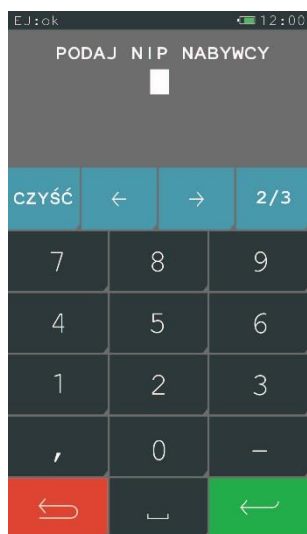 EJ:ok 12:00
PODAJ NIP NABYWCY
CZYŚĆ ← → 2/3
7 8 9
4 5 6
1 2 3
, 0 –